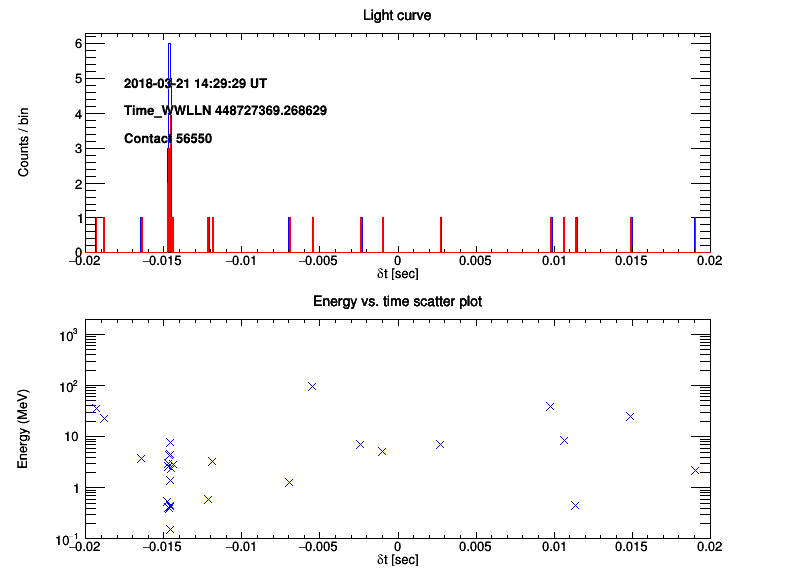 Light curve
Counts / bin
6
5
4
3
2
1
0
2018-03-21 14:29:29 UT
Time_WWLLN 448727369.268629
Contact 56550
−0.02 −0.015 −0.01 −0.005 0 0.005 0.01 0.015 0.02
δt [sec]
Energy vs. time scatter plot
Energy (MeV)
10³
10²
10
1
10⁻¹
−0.02 −0.015 −0.01 −0.005 0 0.005 0.01 0.015 0.02
δt [sec]